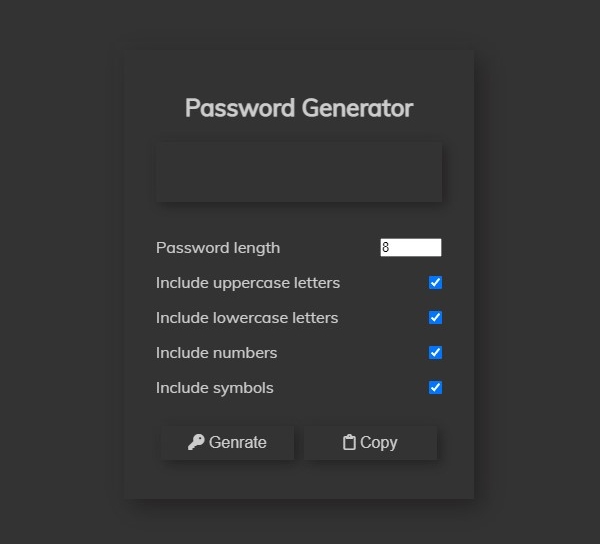 Password Generator
Password length 8
Include uppercase letters
Include lowercase letters
Include numbers
Include symbols
Genrate Copy